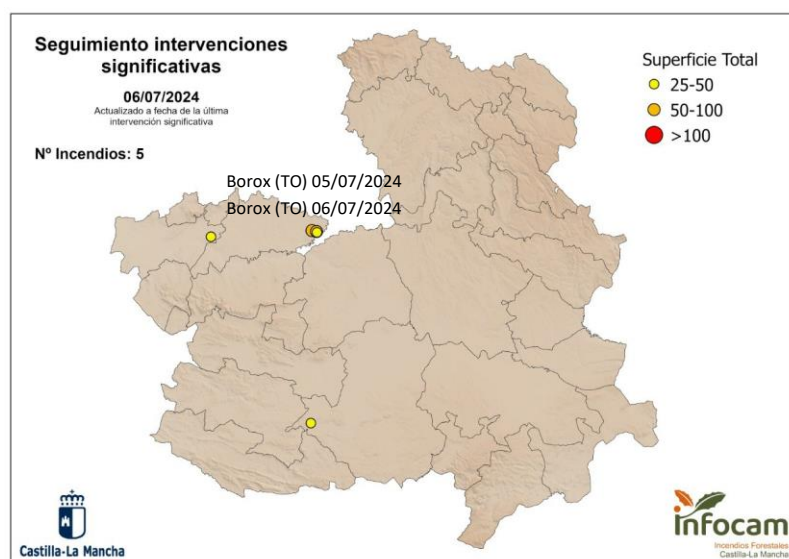 Seguimiento intervenciones
significativas
06/07/2024
Actualizado a fecha de la última
intervención significativa
Nº Incendios: 5
Superficie Total
25-50
50-100
>100
Borox (TO) 05/07/2024
Borox (TO) 06/07/2024
Castilla-La Mancha
infocam
Incendios Forestales
Castilla-La Mancha